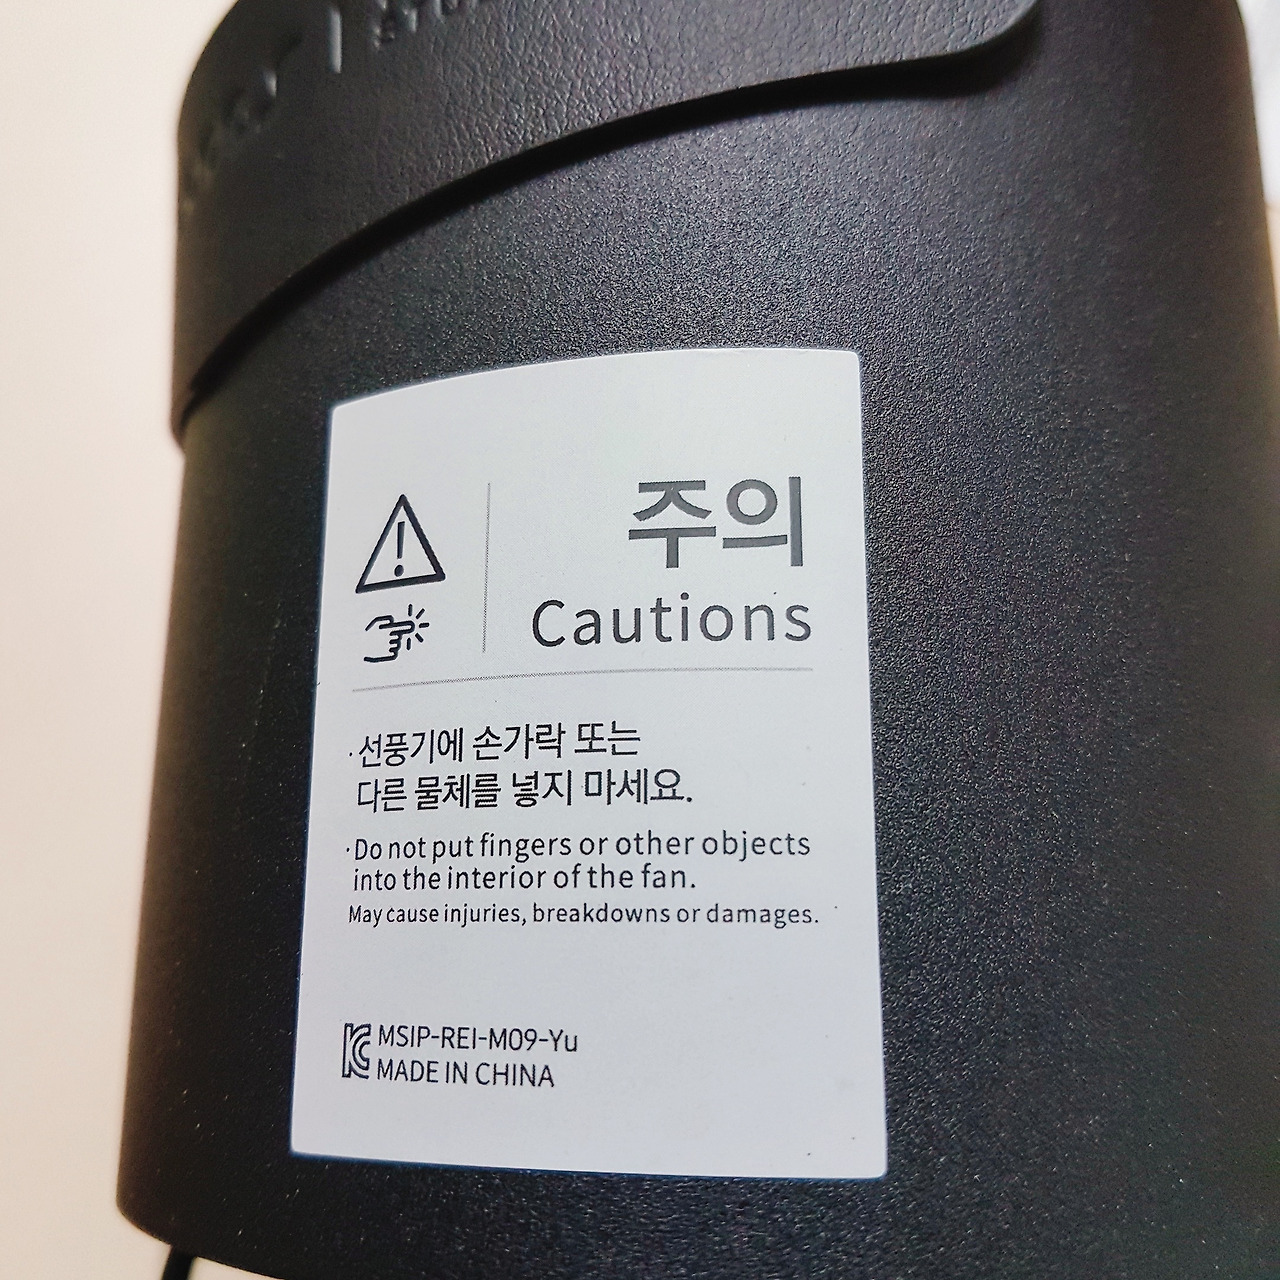 주의
Cautions
· 선풍기에 손가락 또는
다른 물체를 넣지 마세요.
· Do not put fingers or other objects
into the interior of the fan.
May cause injuries, breakdowns or damages.
MSIP-REI-M09-Yu
MADE IN CHINA